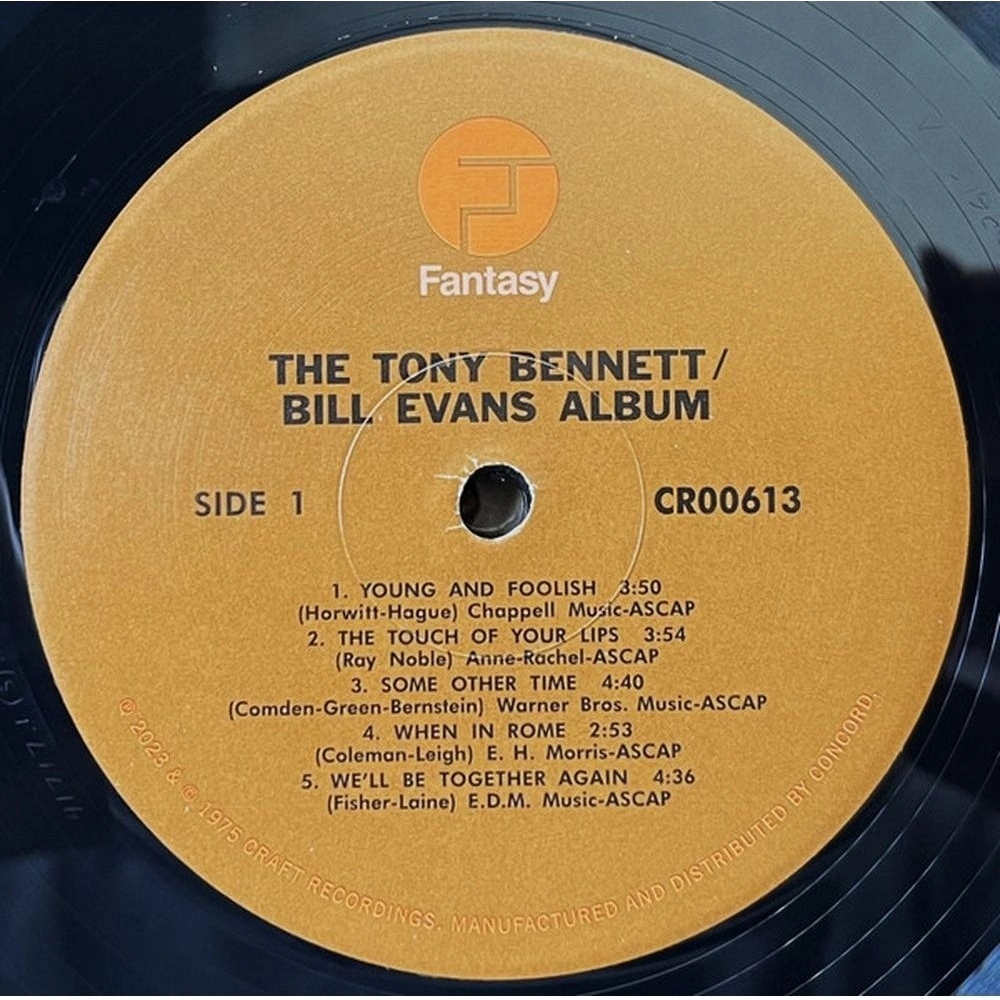 Fantasy
THE TONY BENNETT/
BILL EVANS ALBUM
SIDE 1
CR00613
1. YOUNG AND FOOLISH 3:50
(Horwitt-Hague) Chappell Music-ASCAP
2. THE TOUCH OF YOUR LIPS 3:54
(Ray Noble) Anne-Rachel-ASCAP
3. SOME OTHER TIME 4:40
(Comden-Green-Bernstein) Warner Bros. Music-ASCAP
4. WHEN IN ROME 2:53
(Coleman-Leigh) E. H. Morris-ASCAP
5. WE'LL BE TOGETHER AGAIN 4:36
(Fisher-Laine) E.D.M. Music-ASCAP
2023 & 1975 CRAFT RECORDINGS. MANUFACTURED AND DISTRIBUTED BY CONCORD.